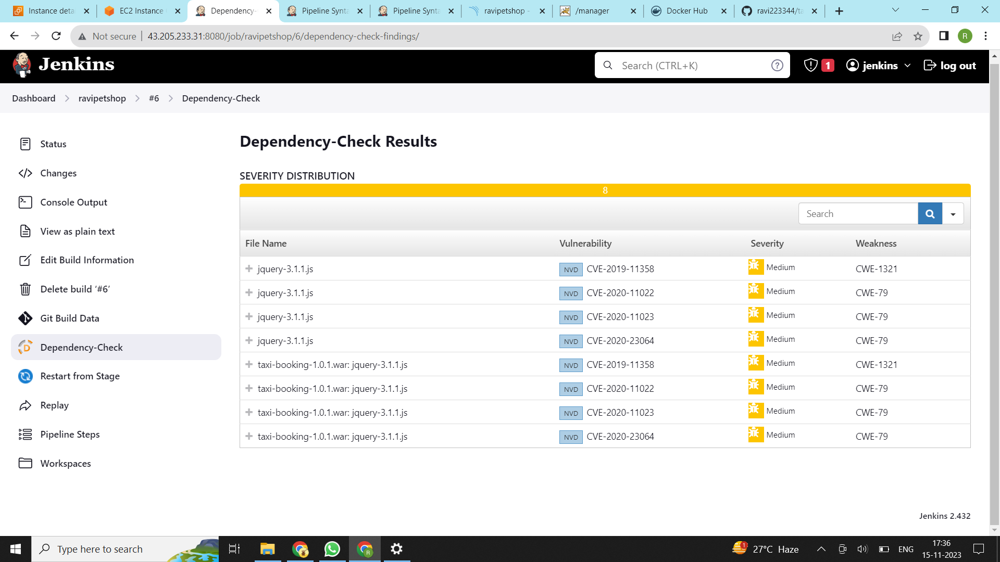 Instance deta
EC2 Instance
Dependency-
Pipeline Synta
Pipeline Synta
ravipetshop -
/manager
Docker Hub
ravi223344/ta
Not secure
43.205.233.31:8080/job/ravipetshop/6/dependency-check-findings/
R
Jenkins
Search (CTRL+K)
?
1
jenkins
log out
Dashboard
ravipetshop
#6
Dependency-Check
Status
Changes
Console Output
View as plain text
Edit Build Information
Delete build ‘#6’
Git Build Data
Dependency-Check
Restart from Stage
Replay
Pipeline Steps
Workspaces
Dependency-Check Results
SEVERITY DISTRIBUTION
8
Search
File Name Vulnerability Severity Weakness
jquery-3.1.1.js NVD CVE-2019-11358 Medium CWE-1321
jquery-3.1.1.js NVD CVE-2020-11022 Medium CWE-79
jquery-3.1.1.js NVD CVE-2020-11023 Medium CWE-79
jquery-3.1.1.js NVD CVE-2020-23064 Medium CWE-79
taxi-booking-1.0.1.war: jquery-3.1.1.js NVD CVE-2019-11358 Medium CWE-1321
taxi-booking-1.0.1.war: jquery-3.1.1.js NVD CVE-2020-11022 Medium CWE-79
taxi-booking-1.0.1.war: jquery-3.1.1.js NVD CVE-2020-11023 Medium CWE-79
taxi-booking-1.0.1.war: jquery-3.1.1.js NVD CVE-2020-23064 Medium CWE-79
Jenkins 2.432
Type here to search
R
1
27°C Haze
ENG
17:36
15-11-2023